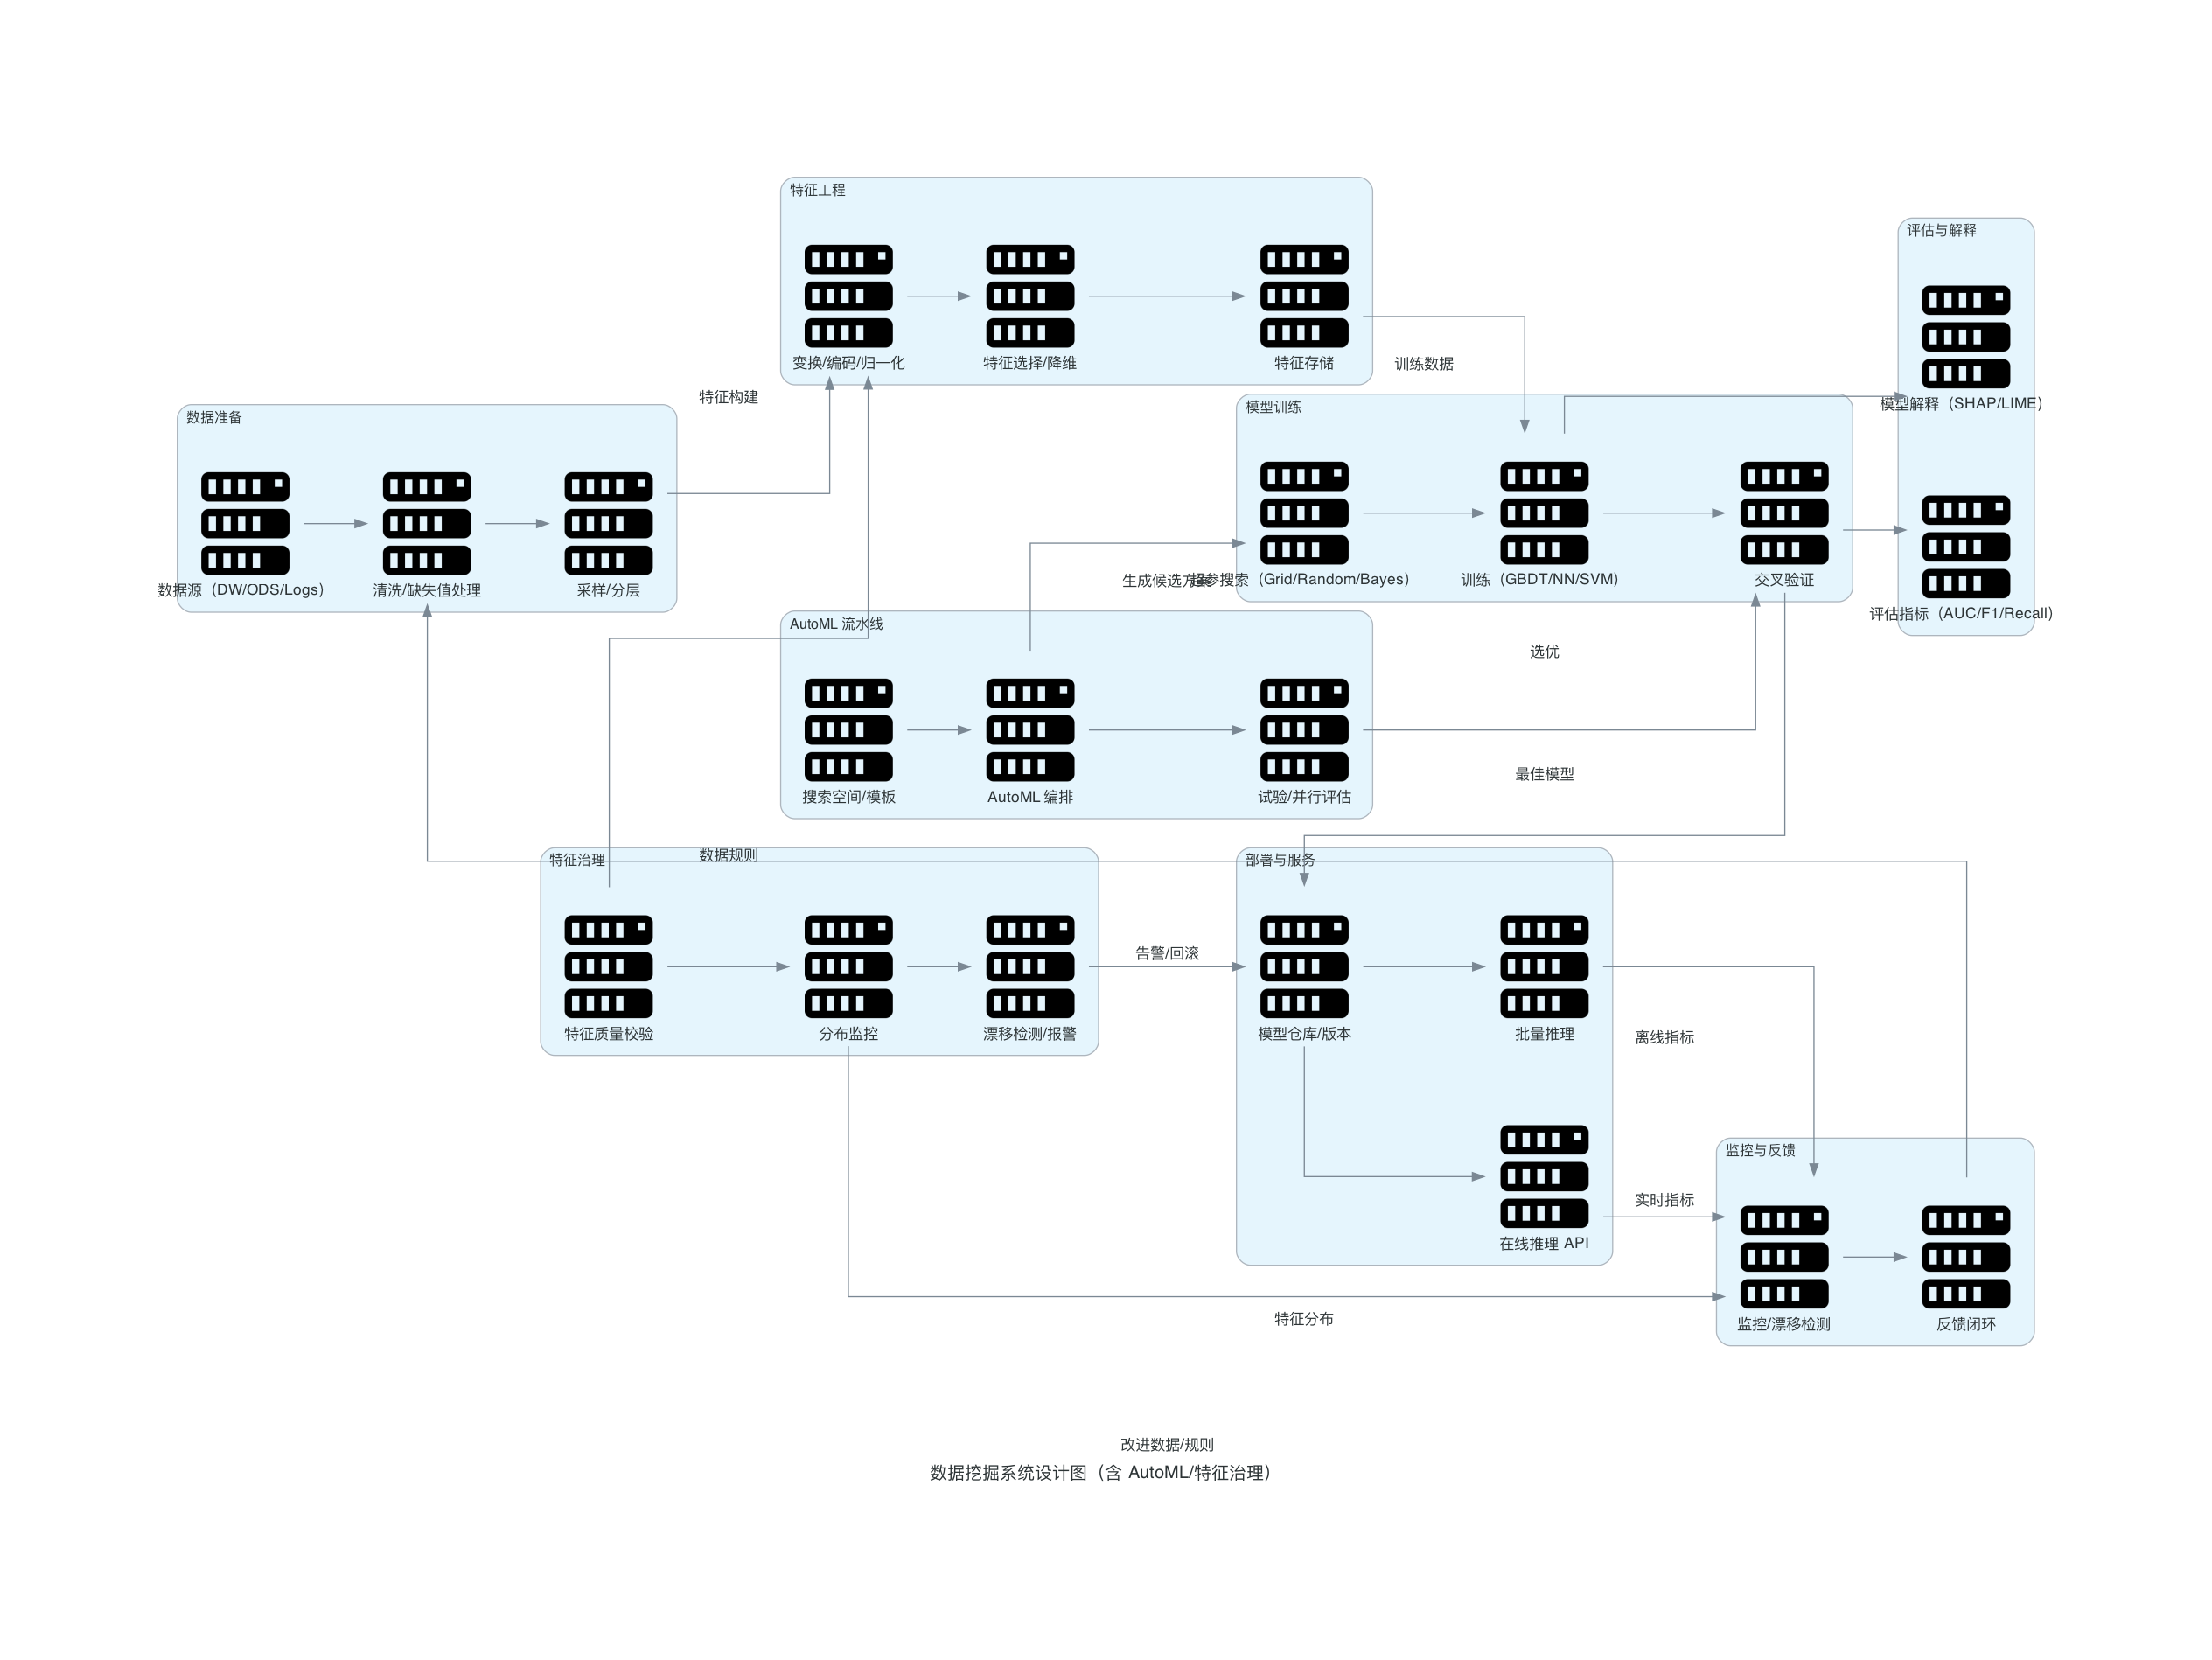 特征工程
变换/编码/归一化
特征选择/降维
特征存储
评估与解释
模型解释（SHAP/LIME）
评估指标（AUC/F1/Recall）
训练数据
特征构建
数据准备
数据源（DW/ODS/Logs）
清洗/缺失值处理
采样/分层
模型训练
超参搜索（Grid/Random/Bayes）
训练（GBDT/NN/SVM）
交叉验证
生成候选方案
AutoML 流水线
搜索空间/模板
AutoML 编排
试验/并行评估
选优
最佳模型
特征治理
数据规则
特征质量校验
分布监控
漂移检测/报警
告警/回滚
部署与服务
模型仓库/版本
批量推理
在线推理 API
离线指标
实时指标
监控与反馈
监控/漂移检测
反馈闭环
特征分布
改进数据/规则
数据挖掘系统设计图（含 AutoML/特征治理）